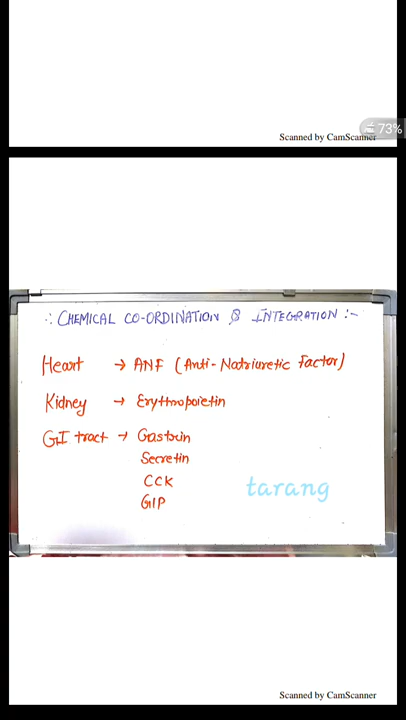 Scanned by CamScanner
73%
∴ CHEMICAL CO-ORDINATION & INTEGRATION :-
Heart → ANF (Anti-Natriuretic Factor)
Kidney → Erythropoietin
GI tract → Gastrin
Secretin
CCK
GIP
tarang
Scanned by CamScanner